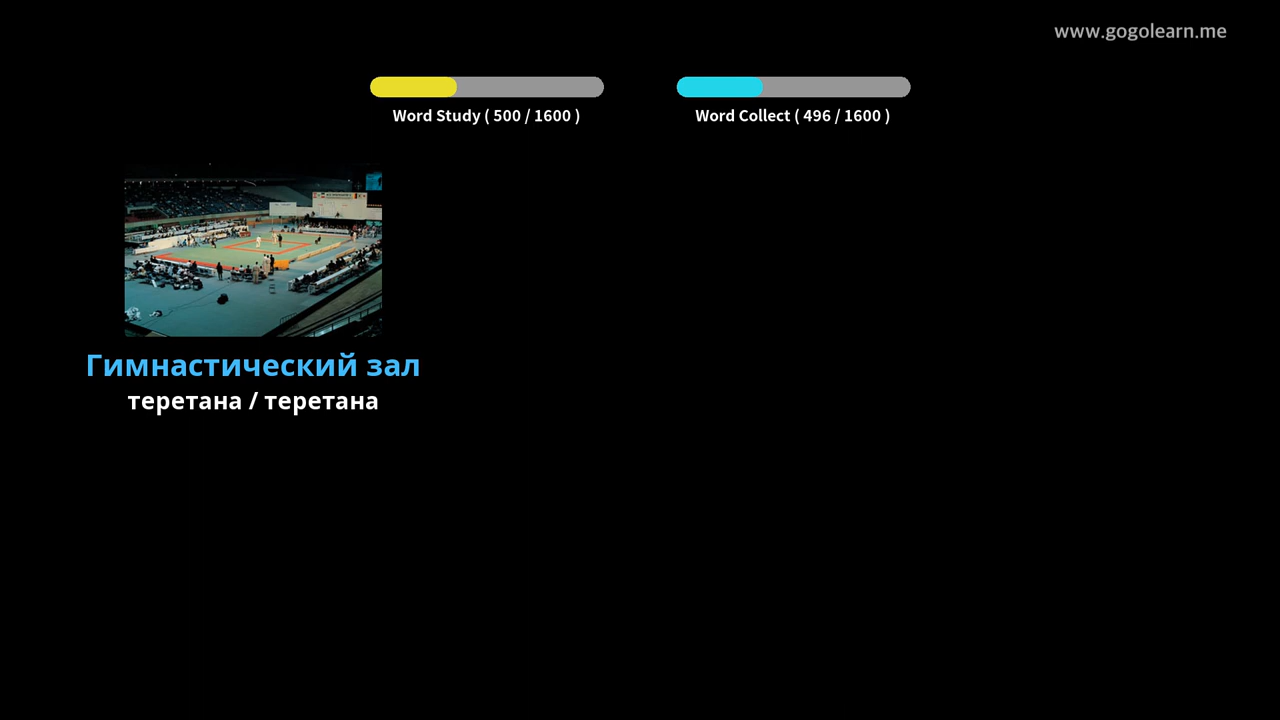 www.gogolearn.me
Word Study ( 500 / 1600 )
Word Collect ( 496 / 1600 )
Гимнастический зал
теретана / теретана